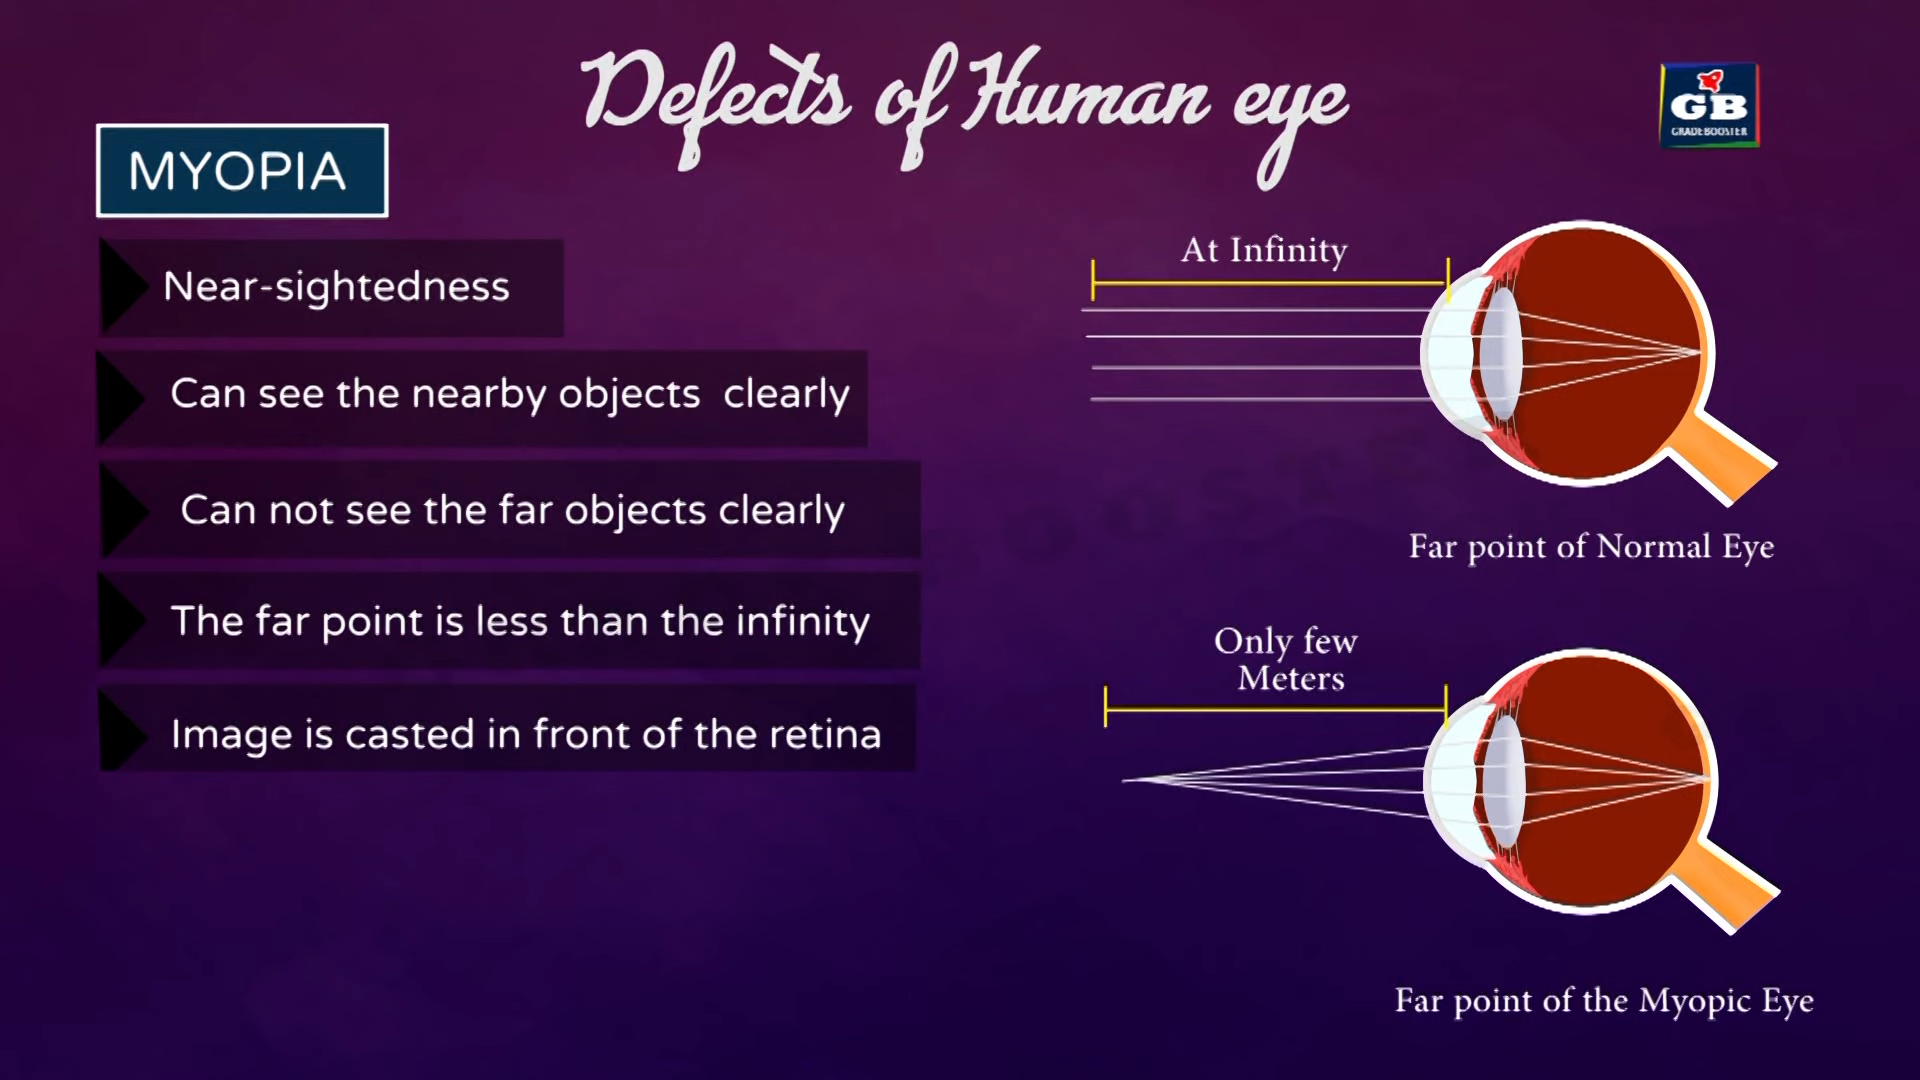 Defects of Human eye
GB
GRADEBOOSTER
MYOPIA
Near-sightedness
Can see the nearby objects clearly
Can not see the far objects clearly
The far point is less than the infinity
Image is casted in front of the retina
At Infinity
Far point of Normal Eye
Only few
Meters
Far point of the Myopic Eye